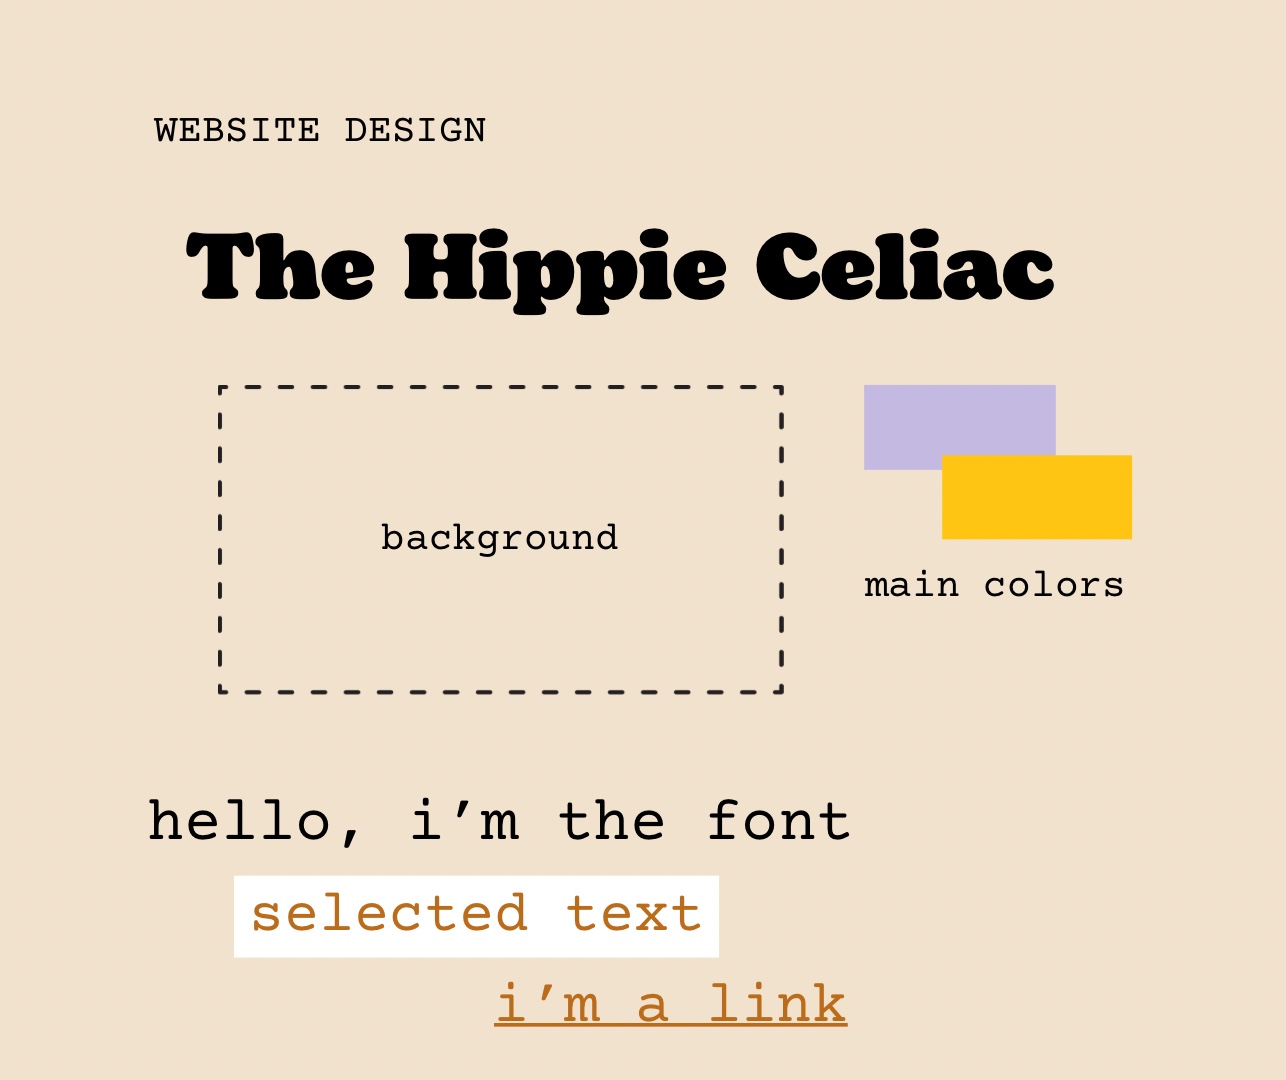 WEBSITE DESIGN
The Hippie Celiac
background
main colors
hello, i’m the font
selected text
i’m a link